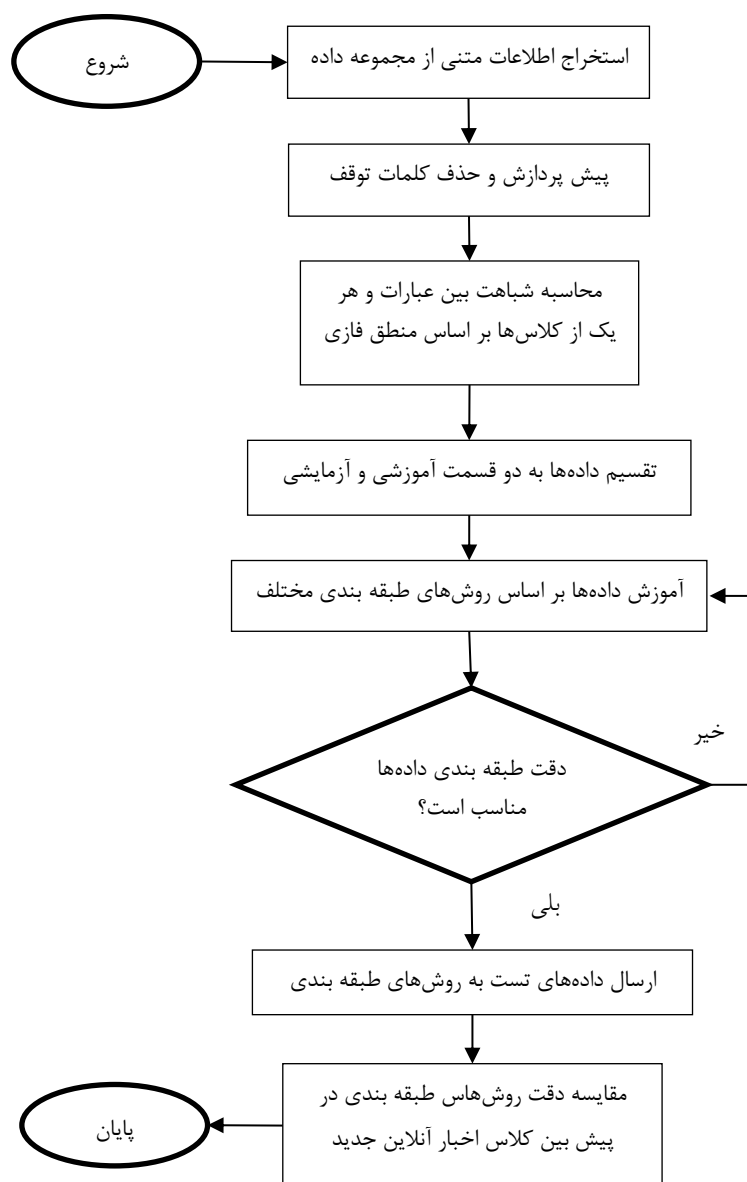 شروع
استخراج اطلاعات متنی از مجموعه داده
پیش پردازش و حذف کلمات توقف
محاسبه شباهت بین عبارات و هر
یک از کلاس‌ها بر اساس منطق فازی
تقسیم داده‌ها به دو قسمت آموزشی و آزمایشی
آموزش داده‌ها بر اساس روش‌های طبقه بندی مختلف
دقت طبقه بندی داده‌ها
مناسب است؟
خیر
بلی
ارسال داده‌های تست به روش‌های طبقه بندی
مقایسه دقت روش‌هاس طبقه بندی در
پیش بین کلاس اخبار آنلاین جدید
پایان